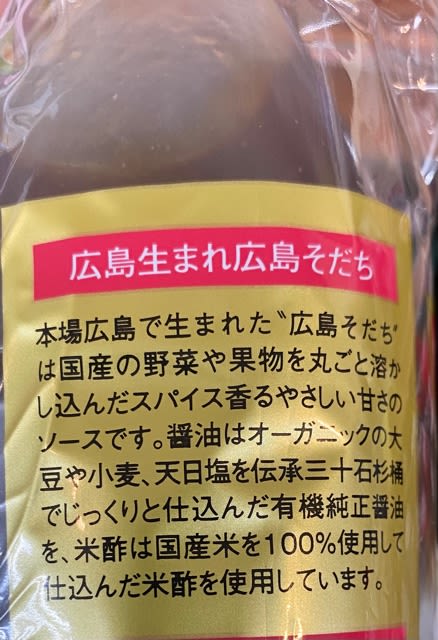 広島生まれ広島そだち
本場広島で生まれた〝広島そだち〟
は国産の野菜や果物を丸ごと溶か
し込んだスパイス香るやさしい甘さの
ソースです。醤油はオーガニックの大
豆や小麦、天日塩を伝承三十石杉桶
でじっくりと仕込んだ有機純正醤油
を、米酢は国産米を100%使用して
仕込んだ米酢を使用しています。